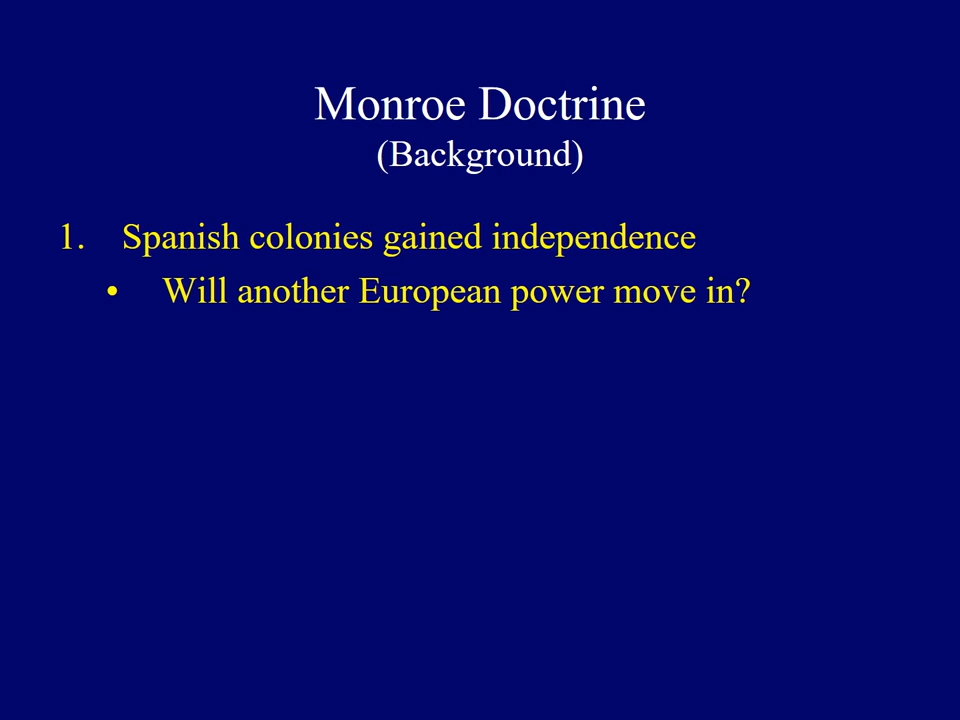 Monroe Doctrine
(Background)
1. Spanish colonies gained independence
• Will another European power move in?